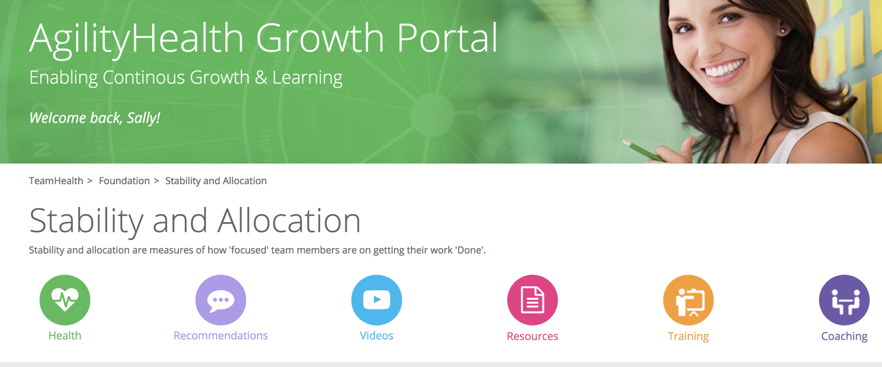 AgilityHealth Growth Portal
Enabling Continous Growth & Learning
Welcome back, Sally!
TeamHealth > Foundation > Stability and Allocation
Stability and Allocation
Stability and allocation are measures of how 'focused' team members are on getting their work 'Done'.
Health Recommendations Videos Resources Training Coaching